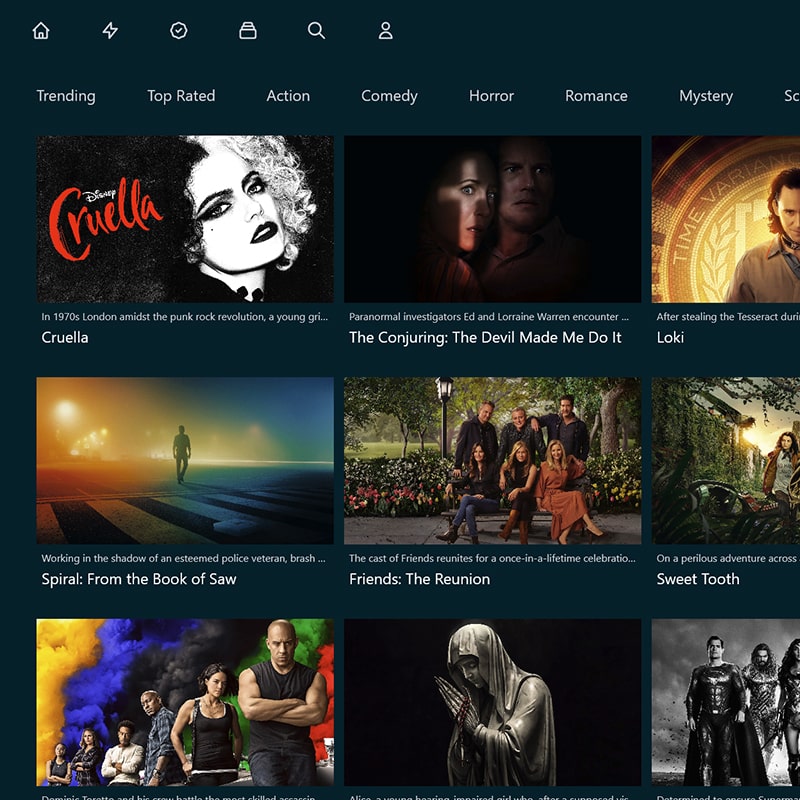 Trending Top Rated Action Comedy Horror Romance Mystery Sc
Disney
Cruella
TIME VARIAN
In 1970s London amidst the punk rock revolution, a young gri...
Cruella
Paranormal investigators Ed and Lorraine Warren encounter ...
The Conjuring: The Devil Made Me Do It
After stealing the Tesseract duri
Loki
Working in the shadow of an esteemed police veteran, brash ...
Spiral: From the Book of Saw
The cast of Friends reunites for a once-in-a-lifetime celebratio...
Friends: The Reunion
On a perilous adventure across
Sweet Tooth
Dominic Toretto and his crew battle the most skilled assassin
Alice, a young hearing-impaired girl who, after a supposed vis
Determined to ensure Superma